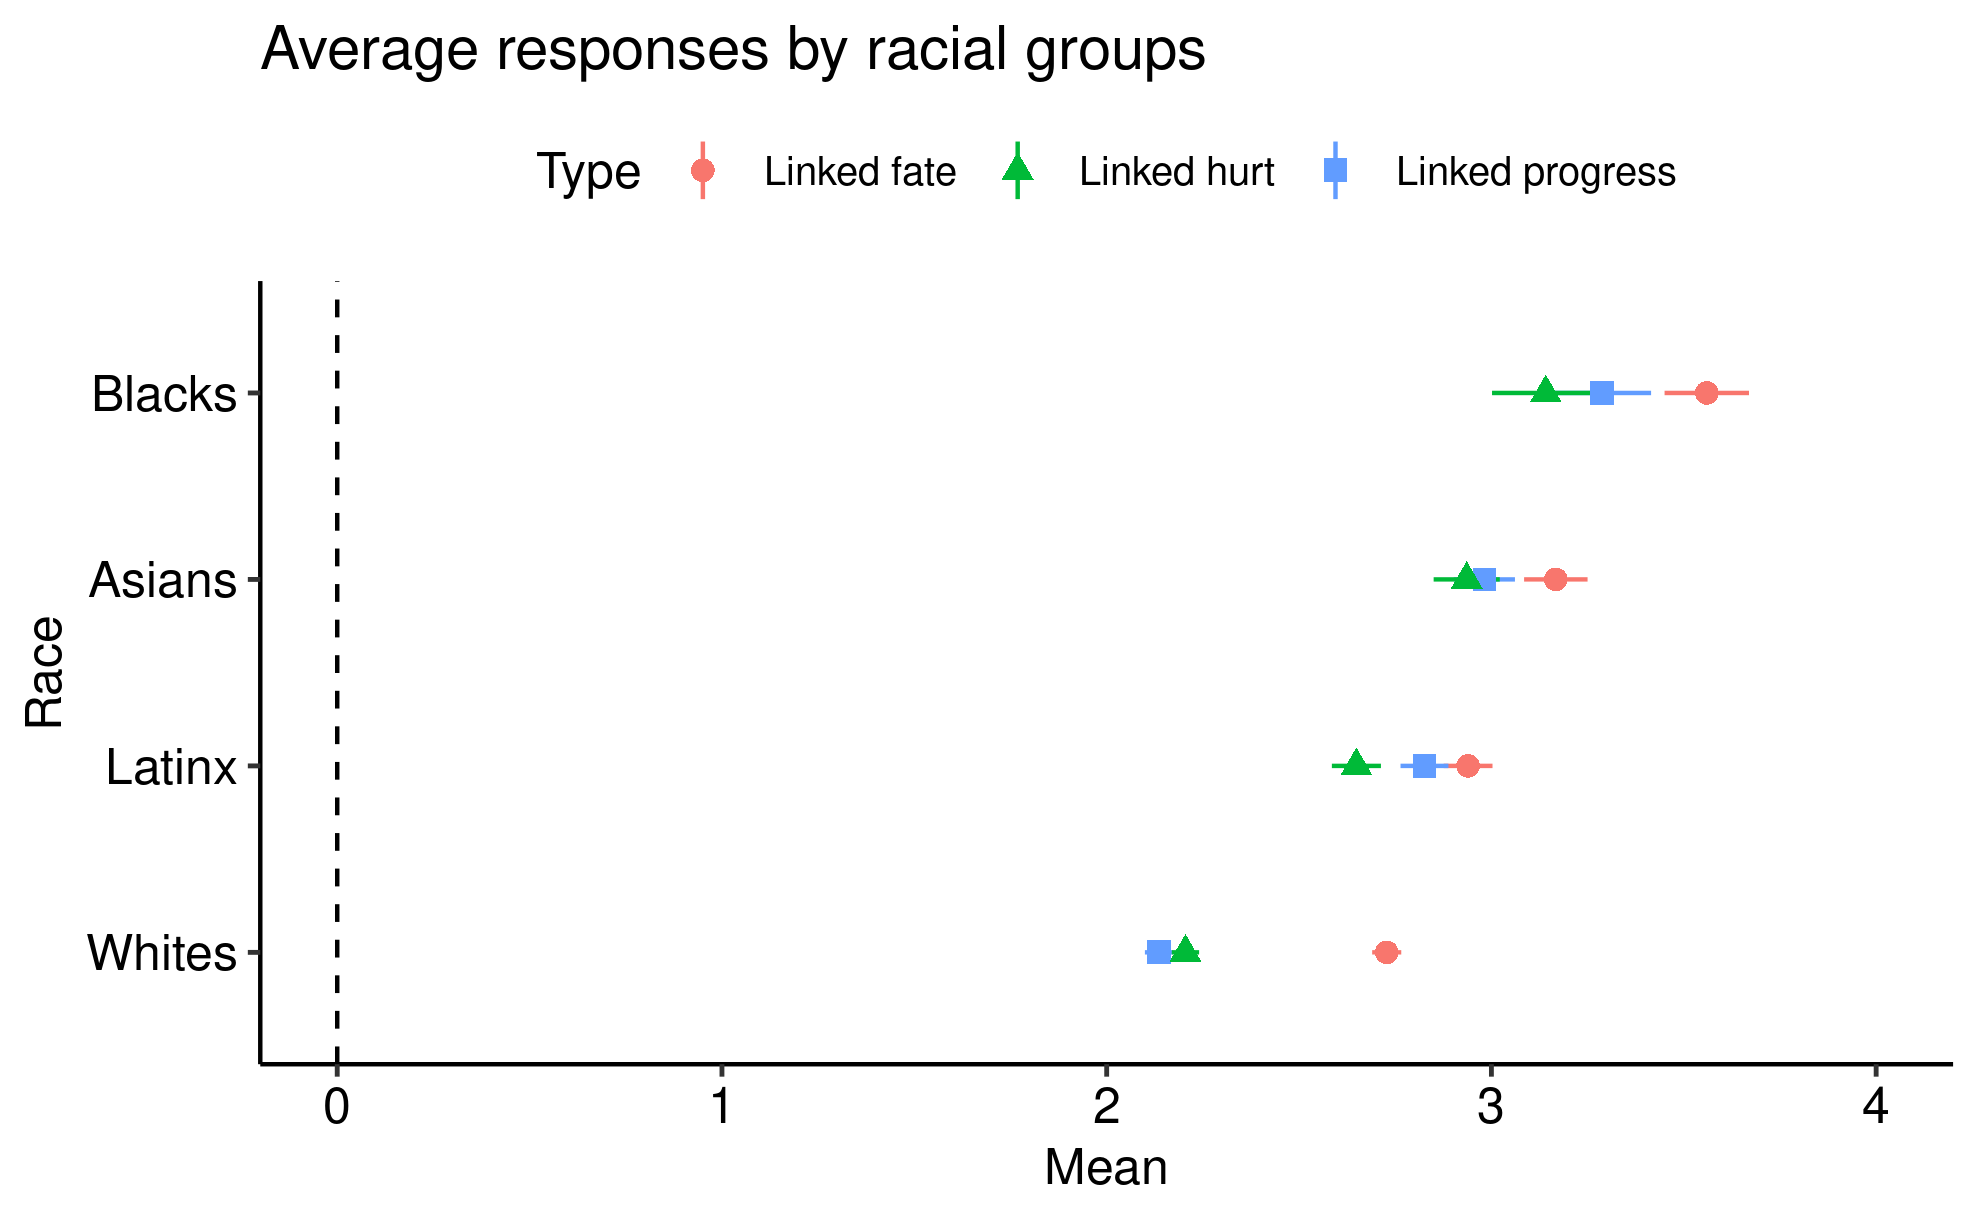 Average responses by racial groups
Type Linked fate Linked hurt Linked progress
Race
Blacks
Asians
Latinx
Whites
0 1 2 3 4
Mean